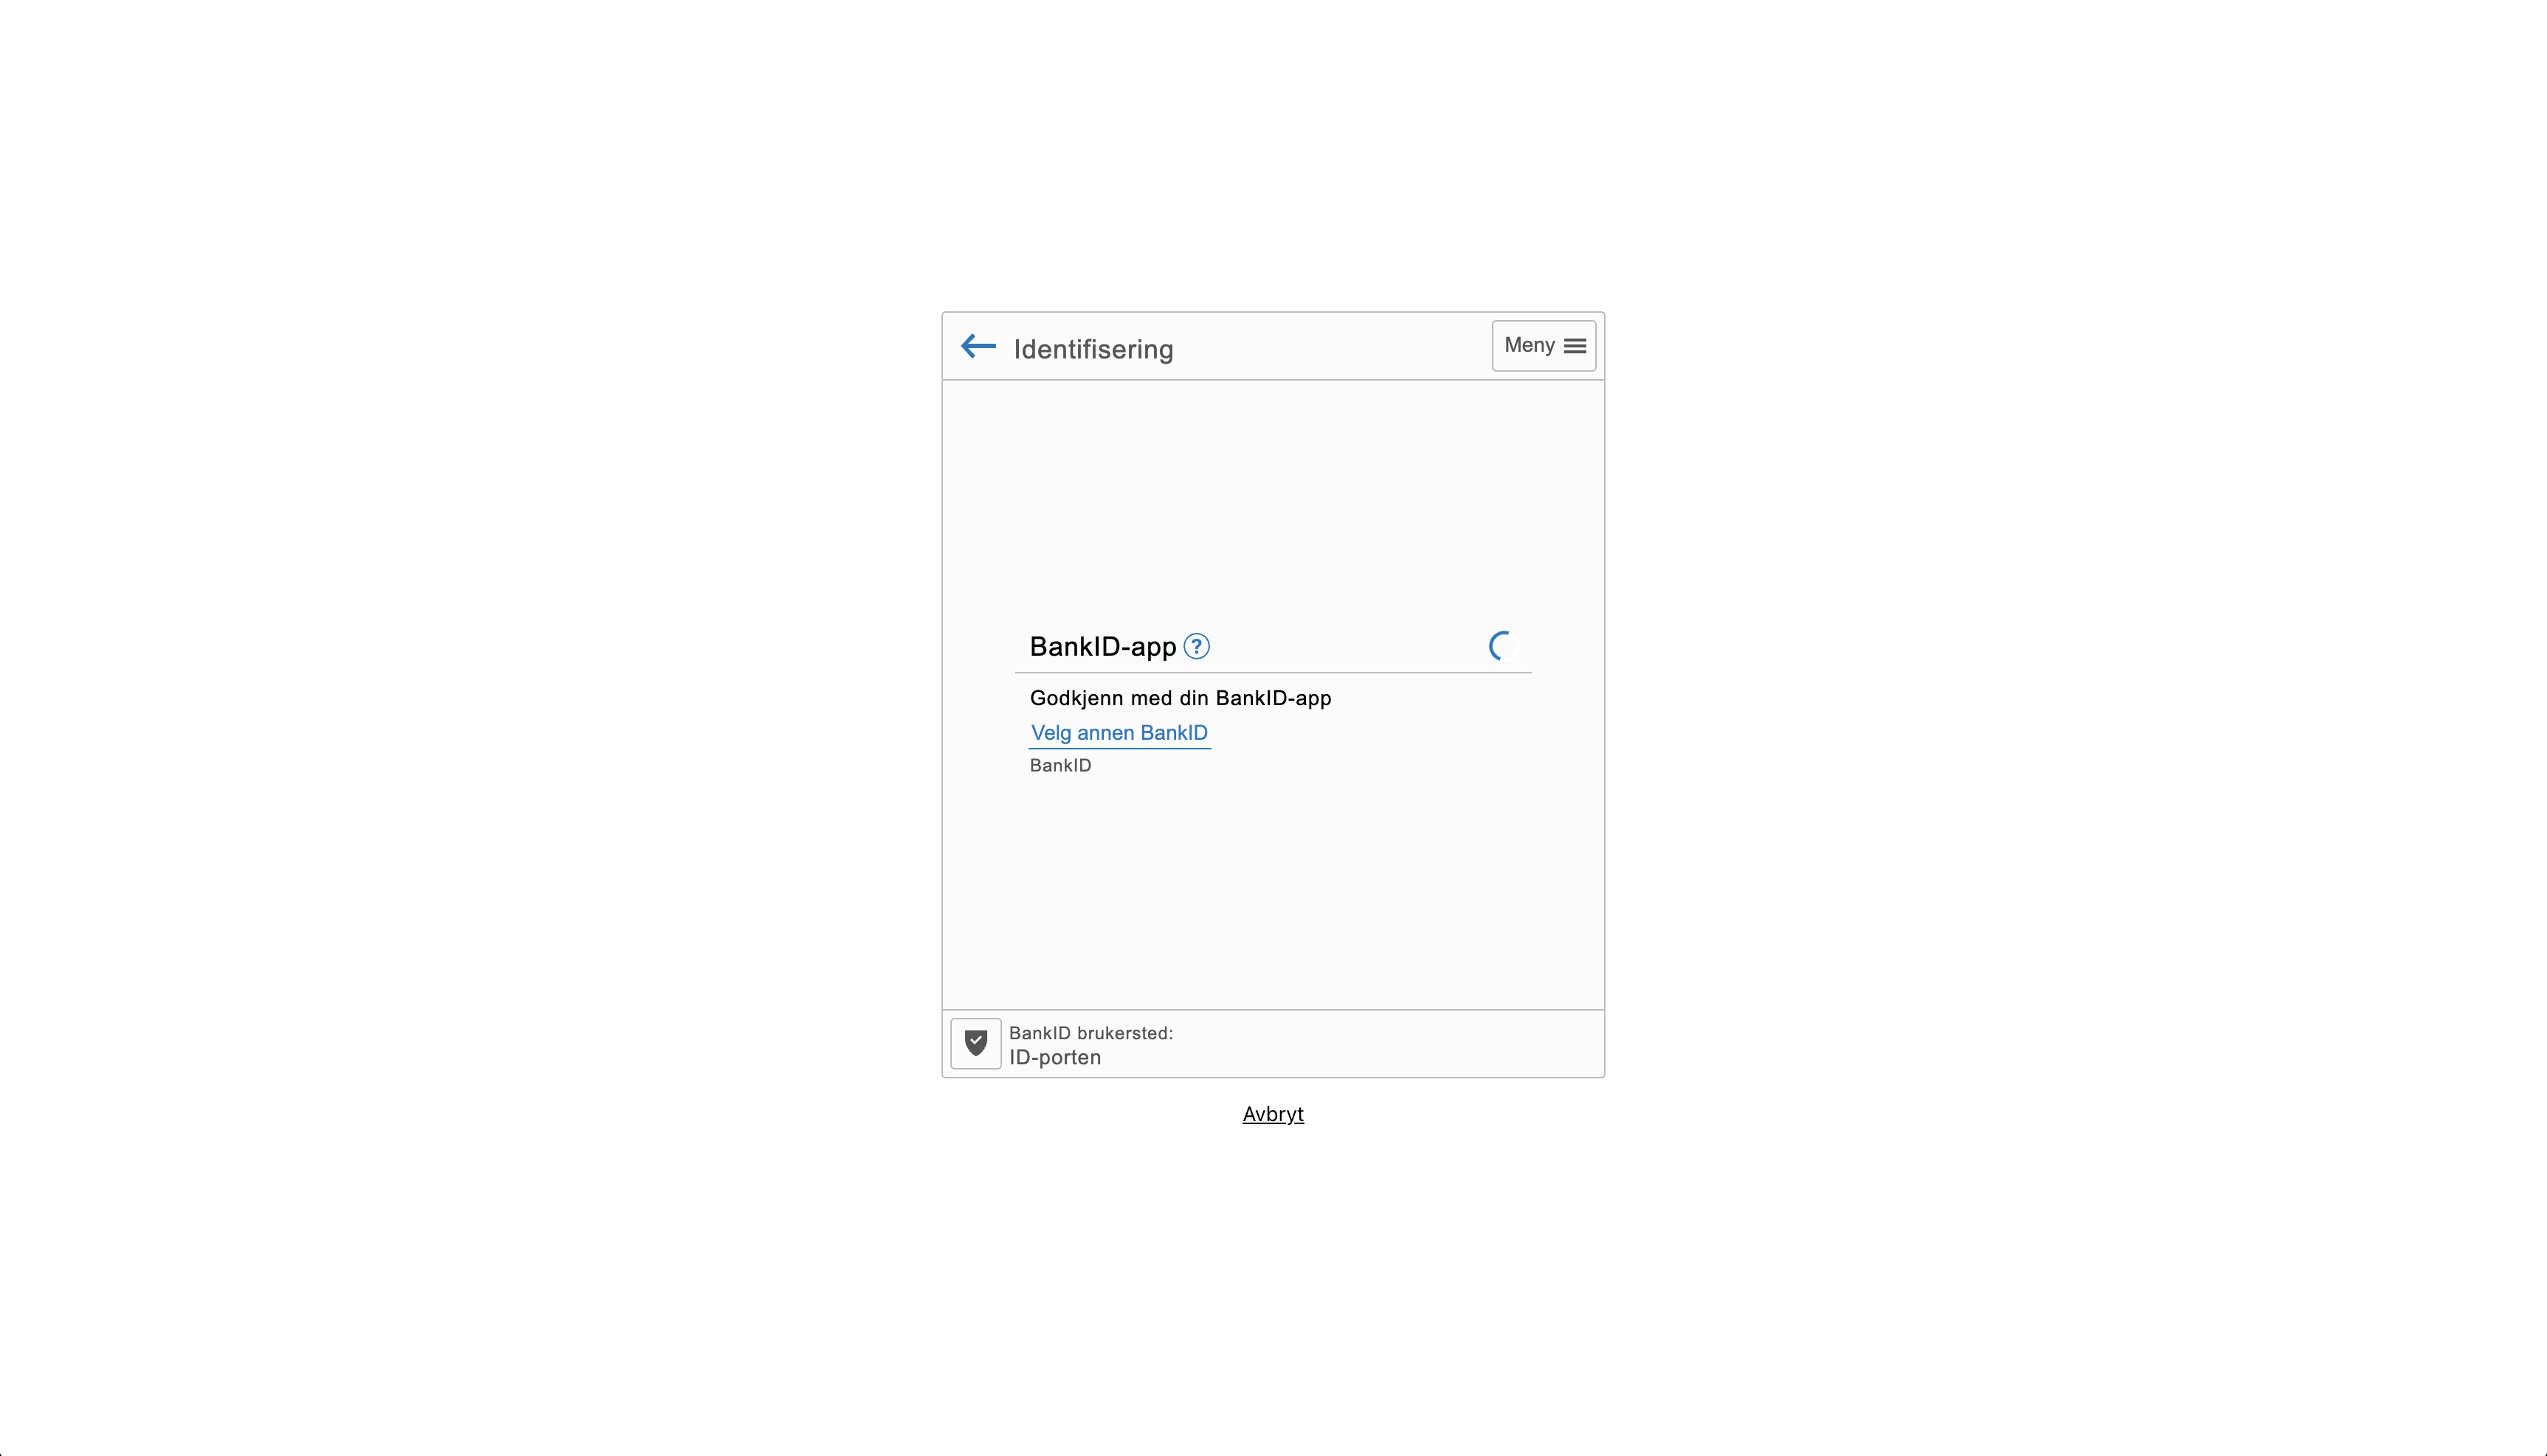 Identifisering
Meny
BankID-app ?
Godkjenn med din BankID-app
Velg annen BankID
BankID
BankID brukersted:
ID-porten
Avbryt